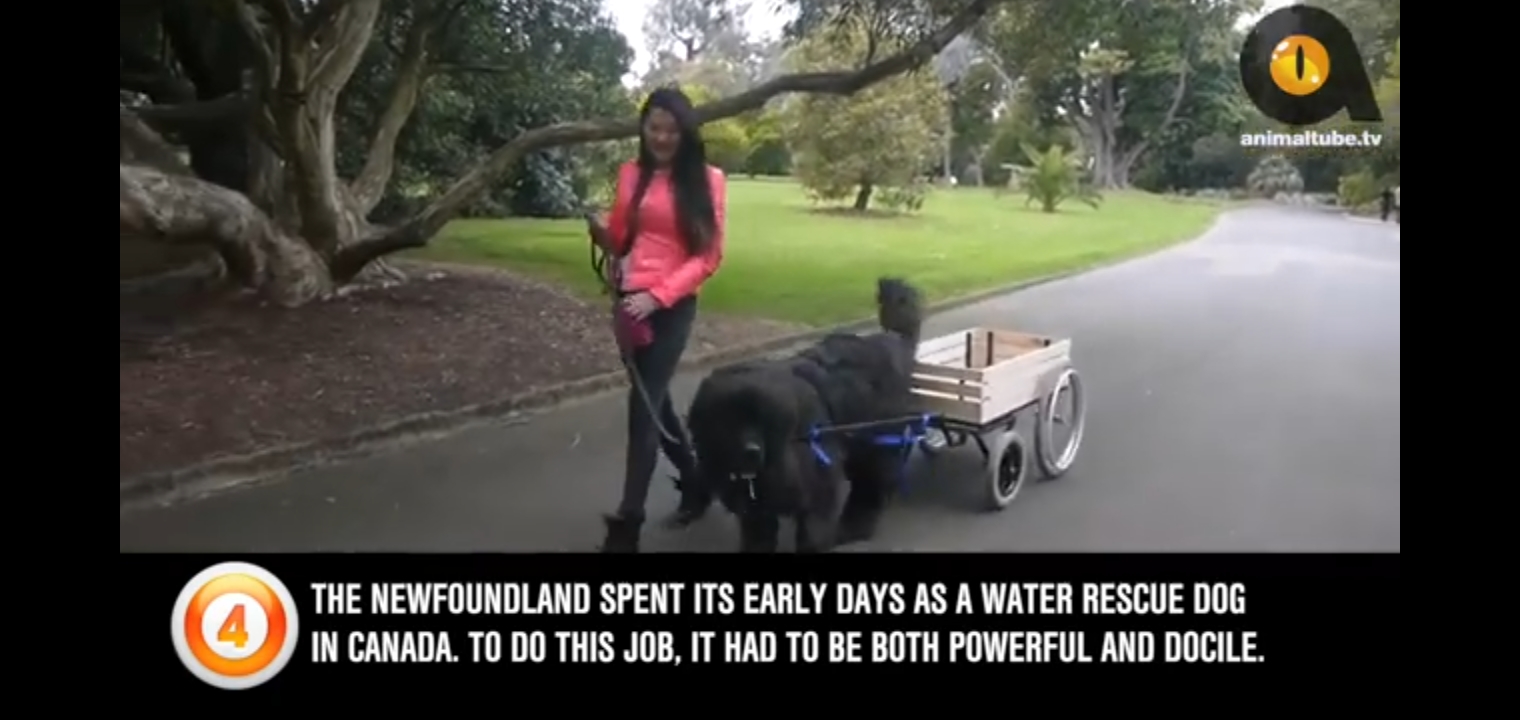 animaltube.tv
4
THE NEWFOUNDLAND SPENT ITS EARLY DAYS AS A WATER RESCUE DOG
IN CANADA. TO DO THIS JOB, IT HAD TO BE BOTH POWERFUL AND DOCILE.